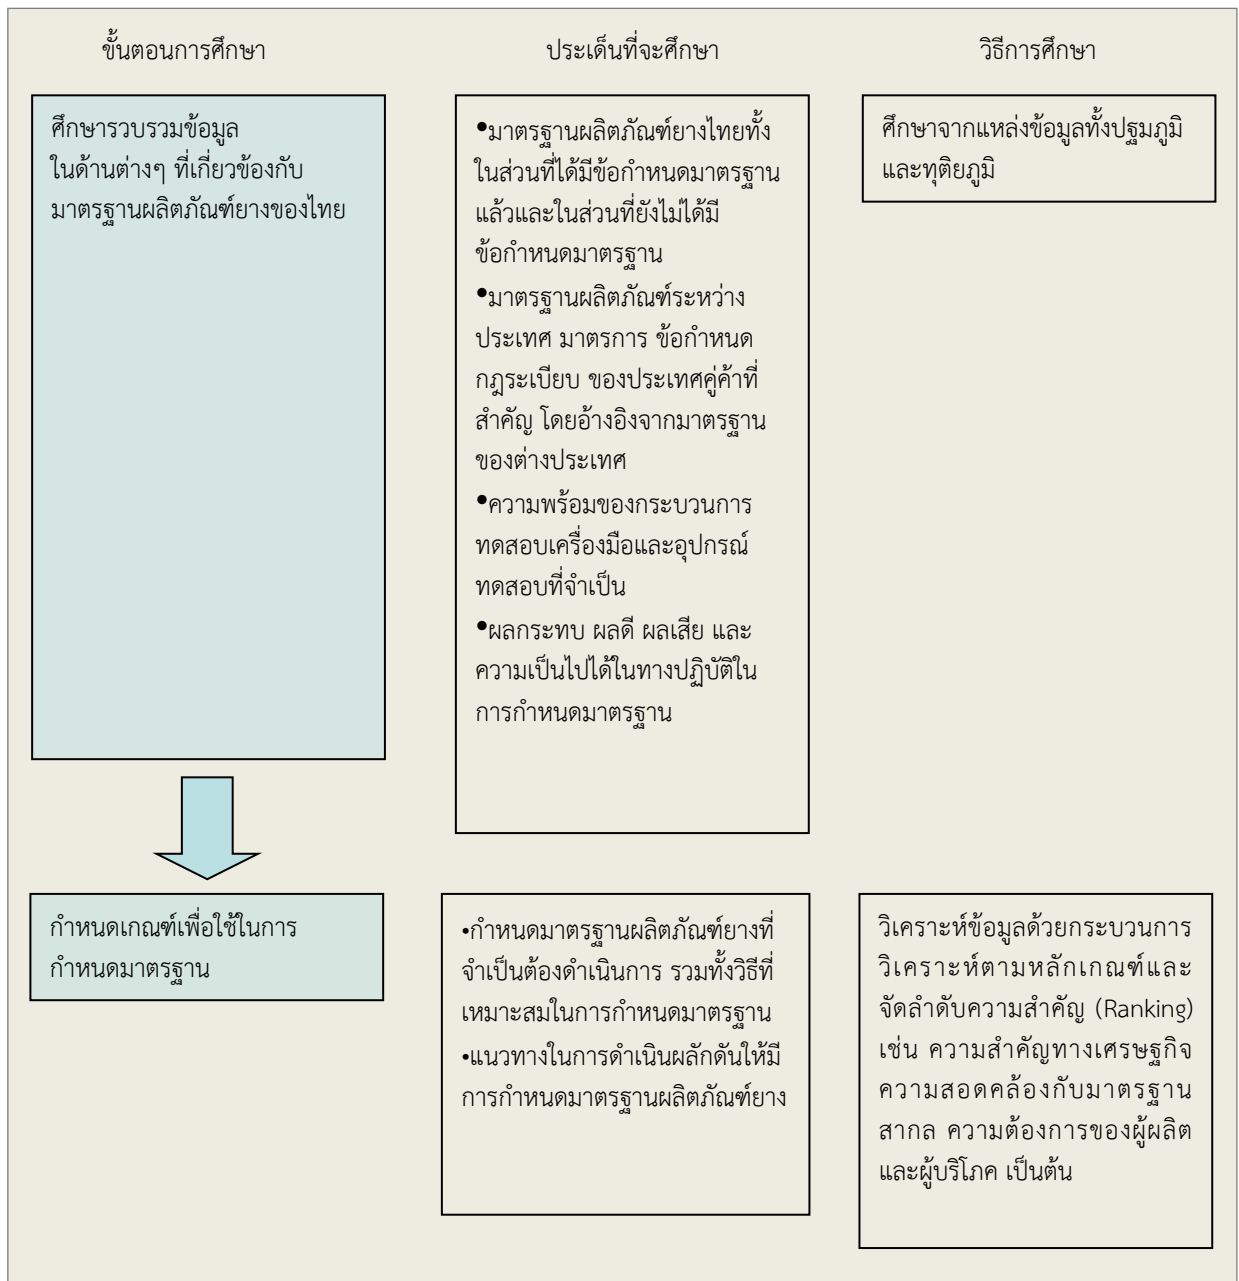 ขั้นตอนการศึกษา
ประเด็นที่จะศึกษา
วิธีการศึกษา
ศึกษารวบรวมข้อมูล
ในด้านต่างๆ ที่เกี่ยวข้องกับ
มาตรฐานผลิตภัณฑ์ยางของไทย
•มาตรฐานผลิตภัณฑ์ยางไทยทั้ง
ในส่วนที่ได้มีข้อกำหนดมาตรฐาน
แล้วและในส่วนที่ยังไม่ได้มี
ข้อกำหนดมาตรฐาน
•มาตรฐานผลิตภัณฑ์ระหว่าง
ประเทศ มาตรการ ข้อกำหนด
กฎระเบียบ ของประเทศคู่ค้าที่
สำคัญ โดยอ้างอิงจากมาตรฐาน
ของต่างประเทศ
•ความพร้อมของกระบวนการ
ทดสอบเครื่องมือและอุปกรณ์
ทดสอบที่จำเป็น
•ผลกระทบ ผลดี ผลเสีย และ
ความเป็นไปได้ในทางปฏิบัติใน
การกำหนดมาตรฐาน
ศึกษาจากแหล่งข้อมูลทั้งปฐมภูมิ
และทุติยภูมิ
กำหนดเกณฑ์เพื่อใช้ในการ
กำหนดมาตรฐาน
•กำหนดมาตรฐานผลิตภัณฑ์ยางที่
จำเป็นต้องดำเนินการ รวมทั้งวิธีที่
เหมาะสมในการกำหนดมาตรฐาน
•แนวทางในการดำเนินผลักดันให้มี
การกำหนดมาตรฐานผลิตภัณฑ์ยาง
วิเคราะห์ข้อมูลด้วยกระบวนการ
วิเคราะห์ตามหลักเกณฑ์และ
จัดลำดับความสำคัญ (Ranking)
เช่น ความสำคัญทางเศรษฐกิจ
ความสอดคล้องกับมาตรฐาน
สากล ความต้องการของผู้ผลิต
และผู้บริโภค เป็นต้น